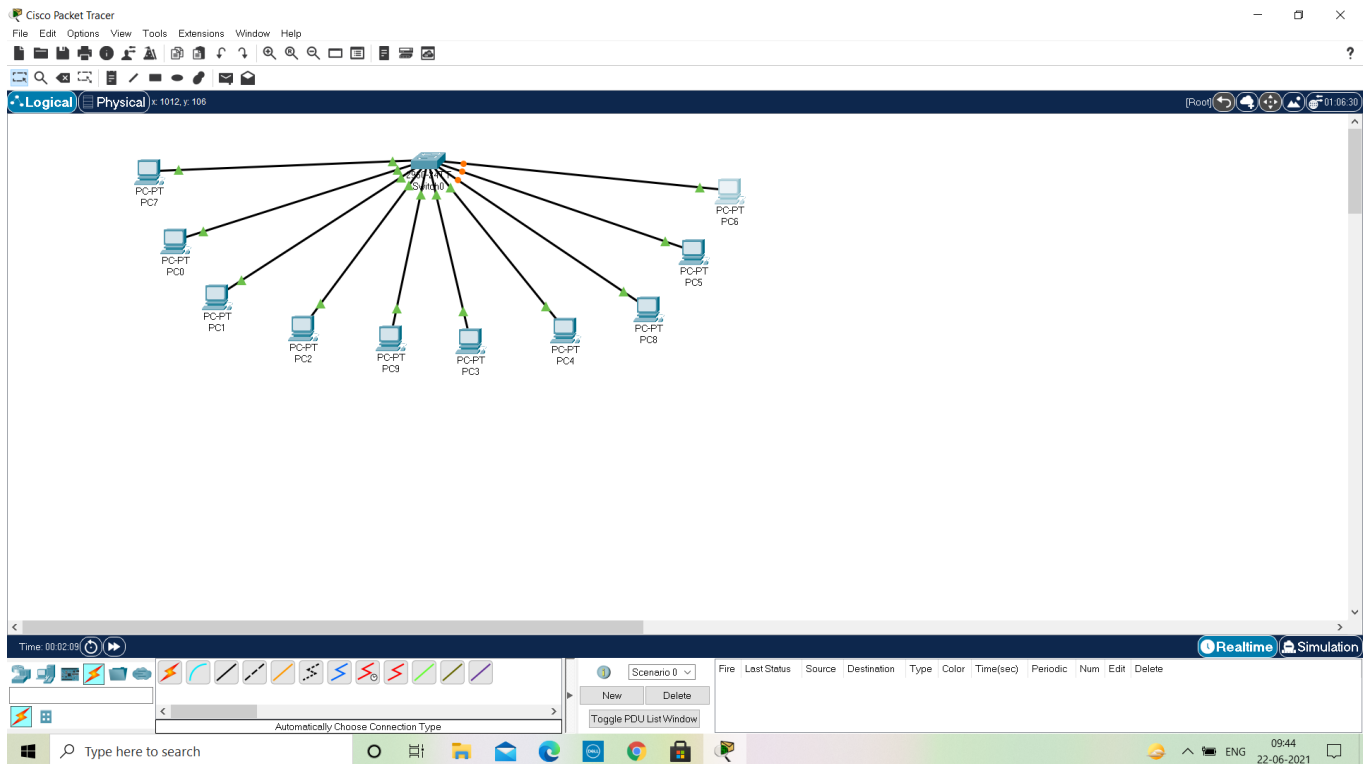 Cisco Packet Tracer
File Edit Options View Tools Extensions Window Help
?
Logical Physical x: 1012, y: 106 [Root] 01:06:30
2960-24TT
Switch0
PC-PT
PC7
PC-PT
PC6
PC-PT
PC0
PC-PT
PC5
PC-PT
PC1
PC-PT
PC8
PC-PT
PC2
PC-PT
PC9
PC-PT
PC3
PC-PT
PC4
Time: 00:02:09 Realtime Simulation
Scenario 0
New Delete
Toggle PDU List Window
Fire Last Status Source Destination Type Color Time(sec) Periodic Num Edit Delete
Automatically Choose Connection Type
Type here to search
DELL
ENG
09:44
22-06-2021